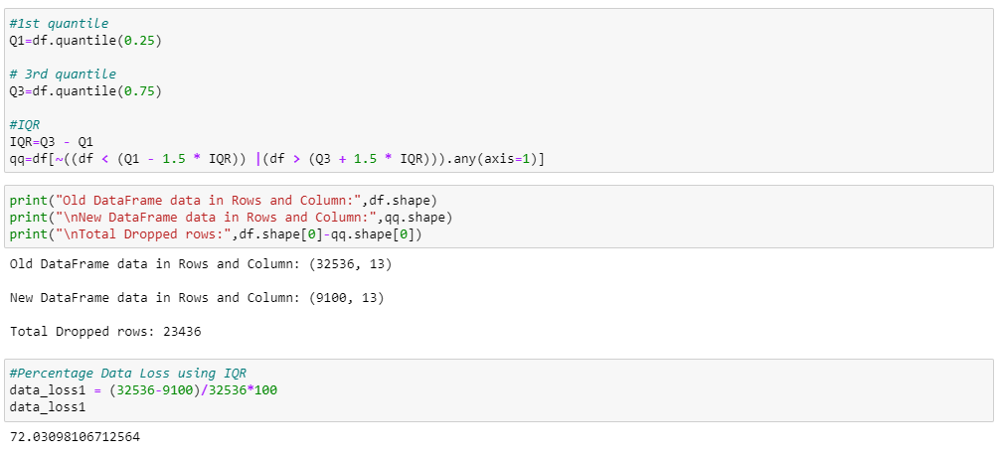 #1st quantile
Q1=df.quantile(0.25)
# 3rd quantile
Q3=df.quantile(0.75)
#IQR
IQR=Q3 - Q1
qq=df[~((df < (Q1 - 1.5 * IQR)) |(df > (Q3 + 1.5 * IQR))).any(axis=1)]
print("Old DataFrame data in Rows and Column:",df.shape)
print("\nNew DataFrame data in Rows and Column:",qq.shape)
print("\nTotal Dropped rows:",df.shape[0]-qq.shape[0])
Old DataFrame data in Rows and Column: (32536, 13)
New DataFrame data in Rows and Column: (9100, 13)
Total Dropped rows: 23436
#Percentage Data Loss using IQR
data_loss1 = (32536-9100)/32536*100
data_loss1
72.03098106712564